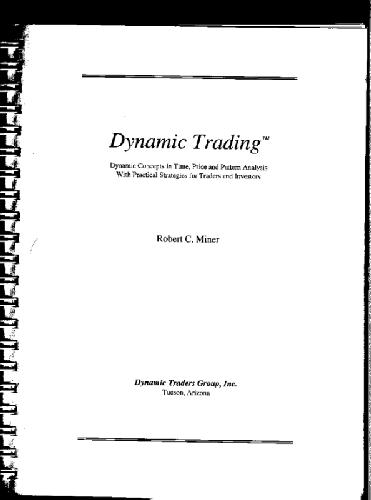 Dynamic Trading™
Dynamic Concepts in Time, Price and Pattern Analysis
With Practical Strategies for Traders and Investors
Robert C. Miner
Dynamic Traders Group, Inc.
Tucson, Arizona